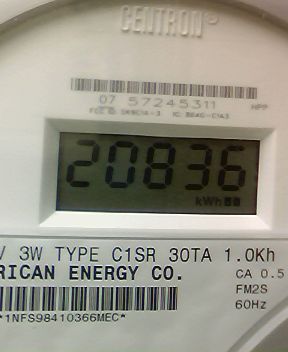 CENTRON®
07 57245311
HPP
20836
kWh
V 3W TYPE C1SR 30TA 1.0Kh
RICAN ENERGY CO.
CA 0.5
FM2S
60Hz
*1NFS98410366MEC*